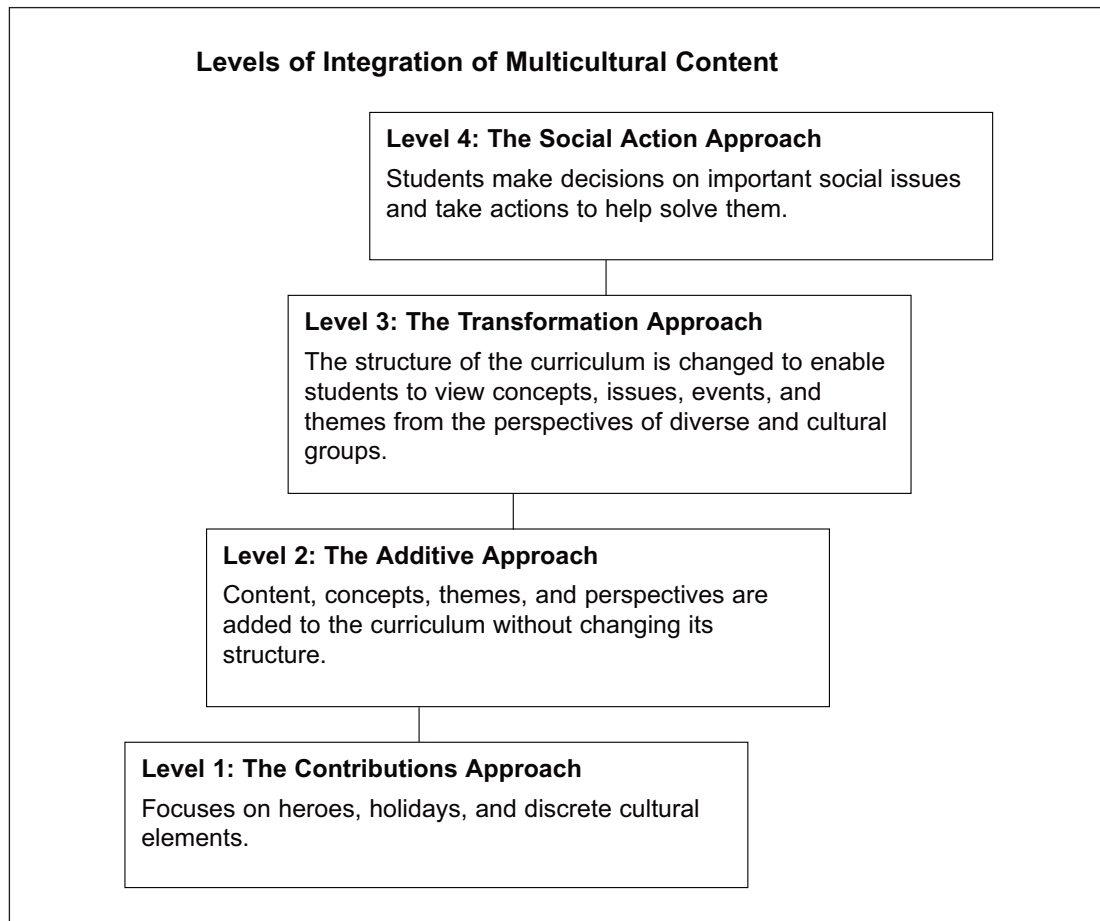 Levels of Integration of Multicultural Content
Level 4: The Social Action Approach
Students make decisions on important social issues
and take actions to help solve them.
Level 3: The Transformation Approach
The structure of the curriculum is changed to enable
students to view concepts, issues, events, and
themes from the perspectives of diverse and cultural
groups.
Level 2: The Additive Approach
Content, concepts, themes, and perspectives are
added to the curriculum without changing its
structure.
Level 1: The Contributions Approach
Focuses on heroes, holidays, and discrete cultural
elements.